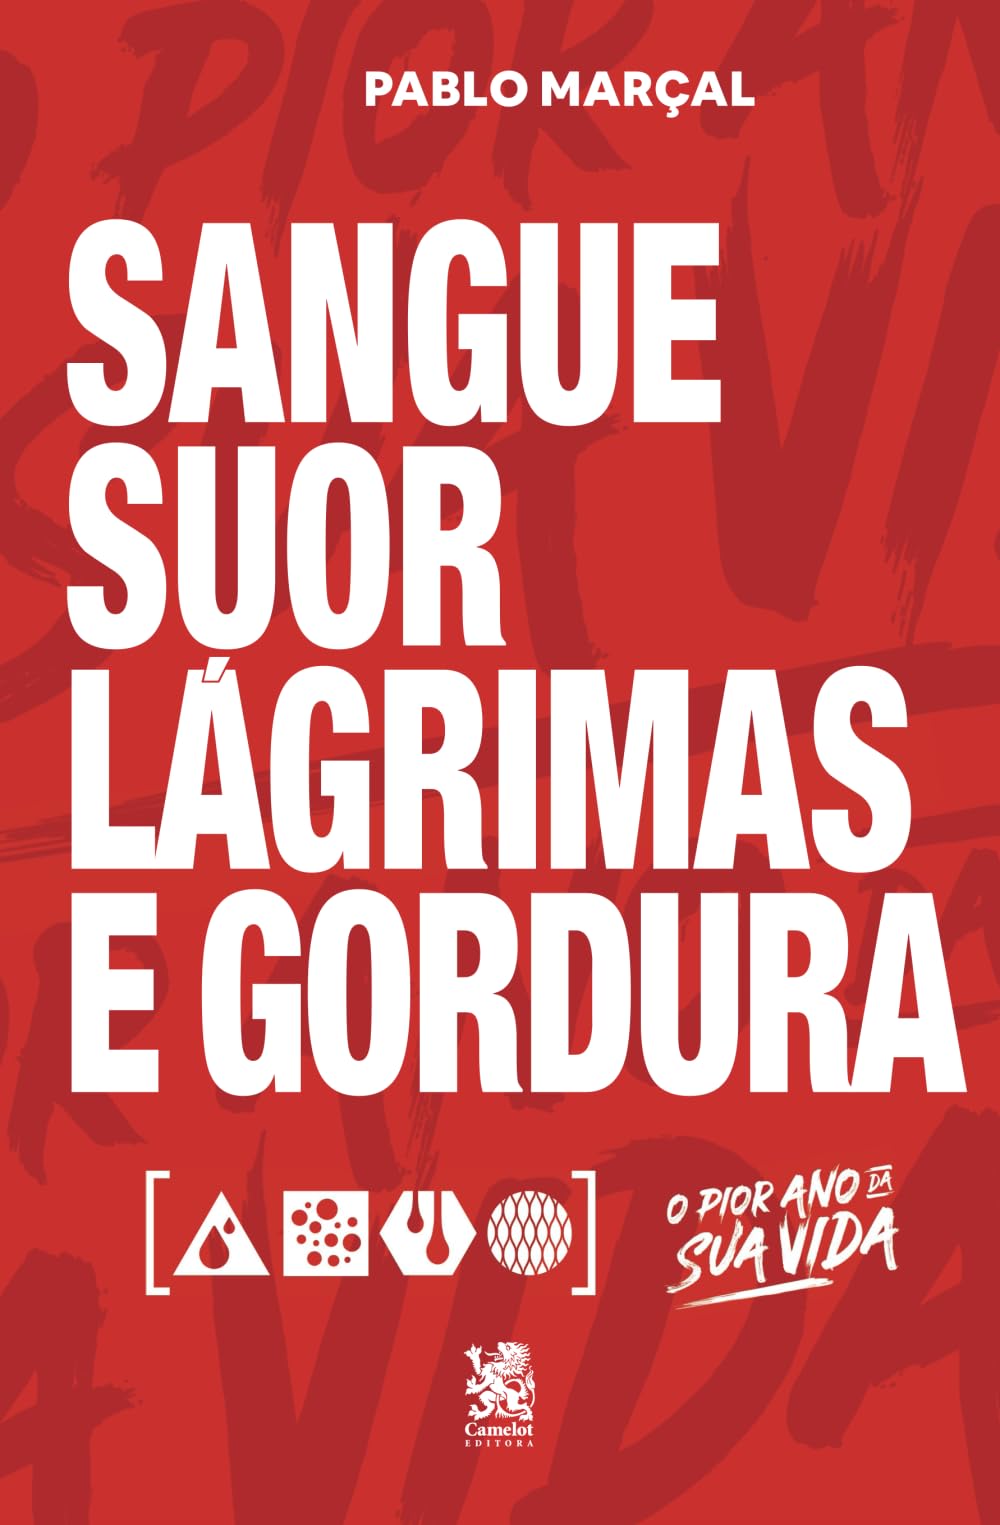 PABLO MARÇAL
SANGUE
SUOR
LÁGRIMAS
E GORDURA
O PIOR ANO DA
SUA VIDA
Camelot
EDITORA